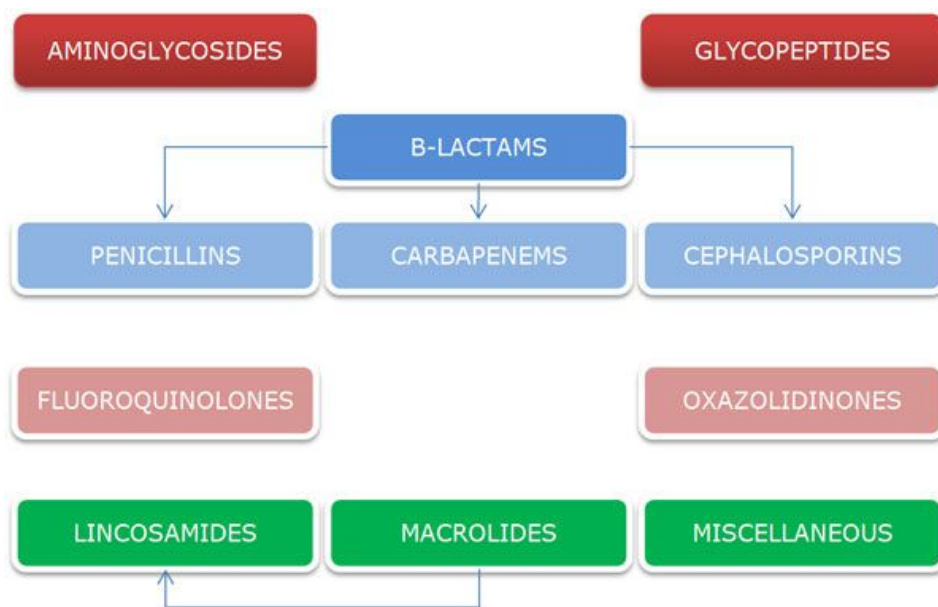 AMINOGLYCOSIDES
GLYCOPEPTIDES
B-LACTAMS
PENICILLINS
CARBAPENEMS
CEPHALOSPORINS
FLUOROQUINOLONES
OXAZOLIDINONES
LINCOSAMIDES
MACROLIDES
MISCELLANEOUS